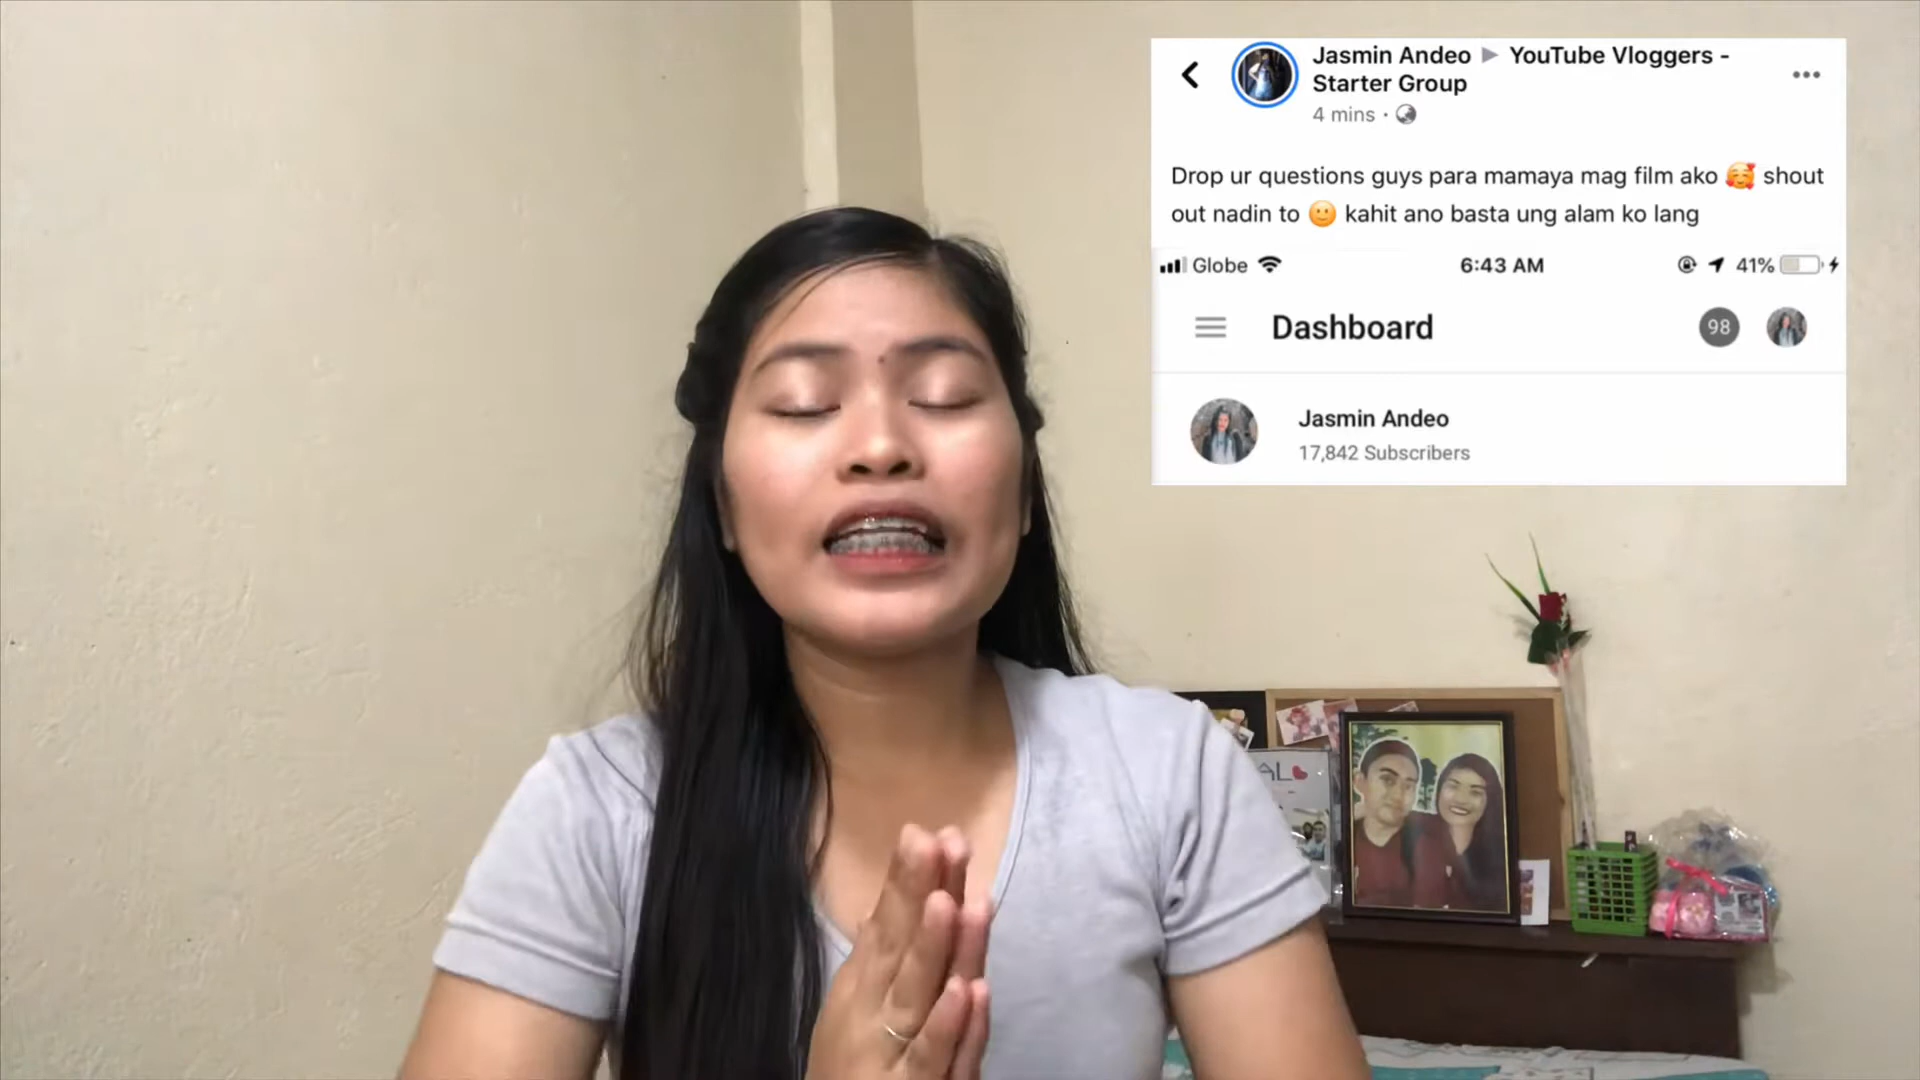 Jasmin Andeo ▶ YouTube Vloggers -
Starter Group
4 mins ·
Drop ur questions guys para mamaya mag film ako 🥰 shout
out nadin to 🙂 kahit ano basta ung alam ko lang
Globe 6:43 AM 41%
Dashboard 98
Jasmin Andeo
17,842 Subscribers
AL